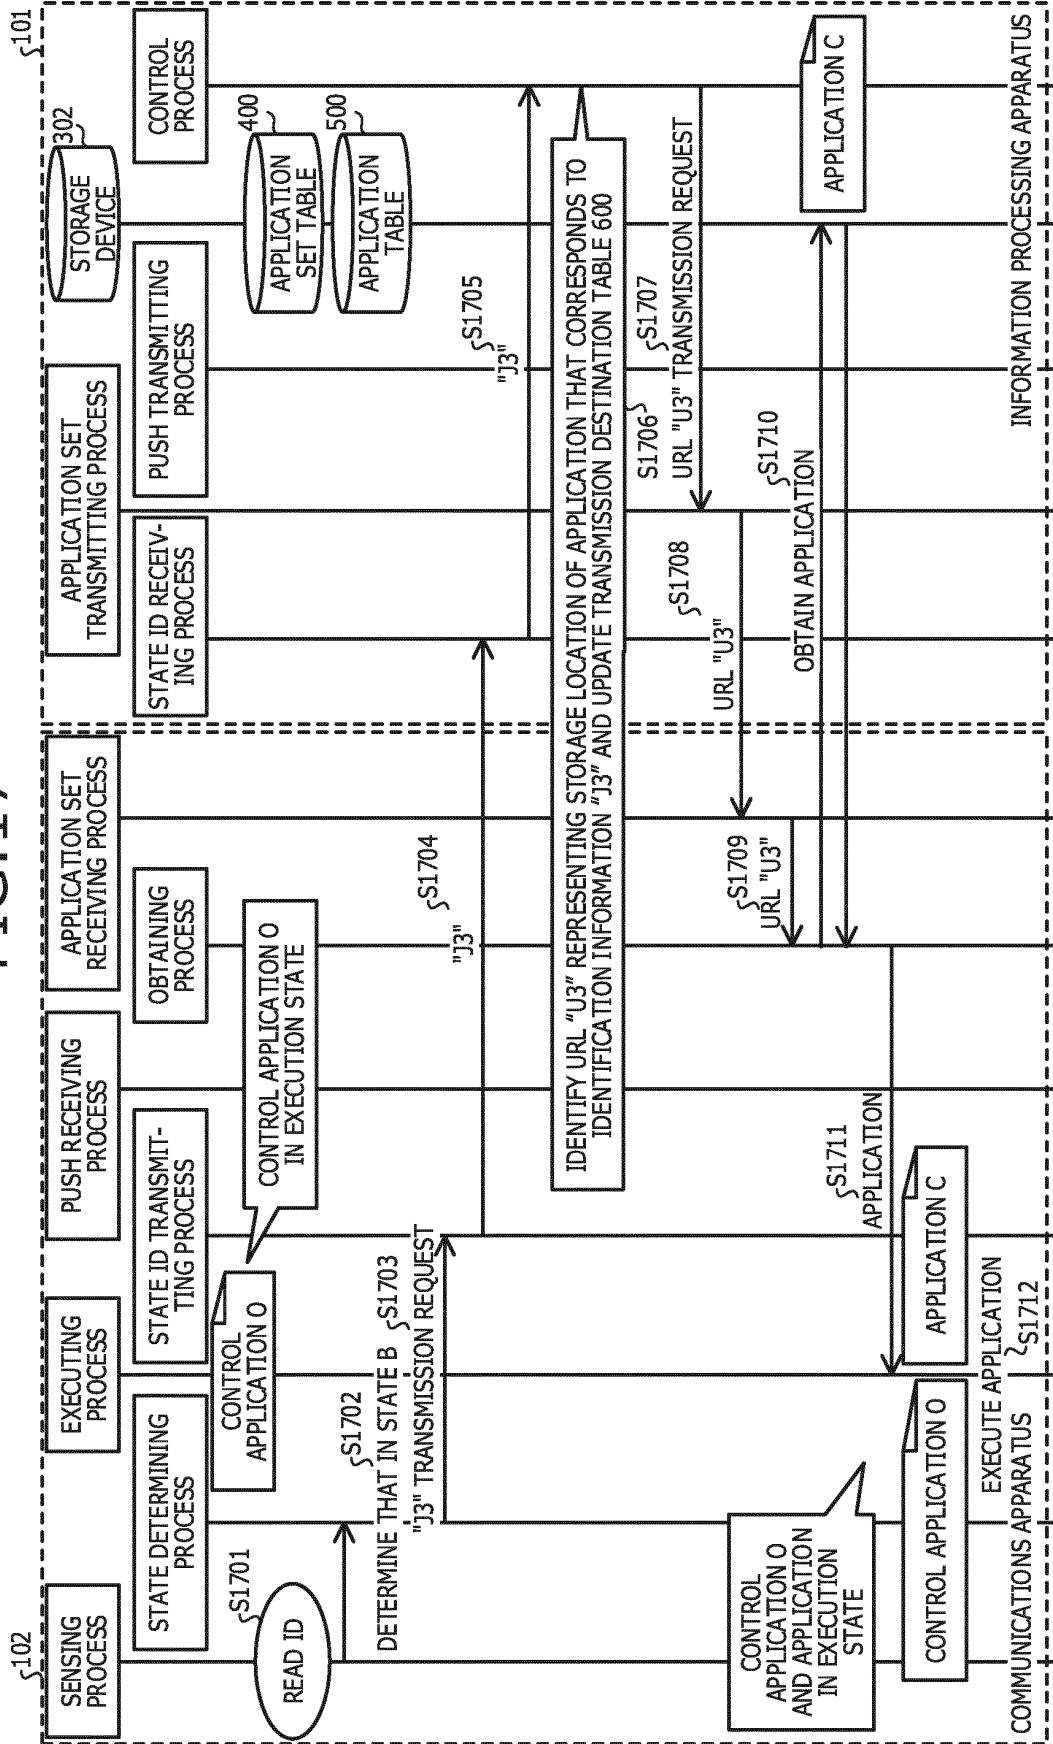 FIG.17
102
SENSING
PROCESS
EXECUTING
PROCESS
PUSH RECEIVING
PROCESS
APPLICATION SET
RECEIVING PROCESS
APPLICATION SET
TRANSMITTING PROCESS
STORAGE
DEVICE
302
101
STATE DETERMINING
PROCESS
STATE ID TRANSMIT-
TING PROCESS
OBTAINING
PROCESS
STATE ID RECEIV-
ING PROCESS
PUSH TRANSMITTING
PROCESS
CONTROL
PROCESS
READ ID
S1701
CONTROL
APPLICATION O
CONTROL APPLICATION O
IN EXECUTION STATE
APPLICATION
SET TABLE
400
APPLICATION
TABLE
500
S1702
DETERMINE THAT IN STATE B
S1703
"J3" TRANSMISSION REQUEST
S1704
"J3"
S1705
"J3"
IDENTIFY URL "U3" REPRESENTING STORAGE LOCATION OF APPLICATION THAT CORRESPONDS TO
IDENTIFICATION INFORMATION "J3" AND UPDATE TRANSMISSION DESTINATION TABLE 600
S1706
S1707
URL "U3" TRANSMISSION REQUEST
S1708
URL "U3"
S1709
URL "U3"
S1710
OBTAIN APPLICATION
APPLICATION C
S1711
APPLICATION
CONTROL
APPLICATION O
AND APPLICATION
IN EXECUTION
STATE
CONTROL APPLICATION O
APPLICATION C
EXECUTE APPLICATION
S1712
COMMUNICATIONS APPARATUS
INFORMATION PROCESSING APPARATUS